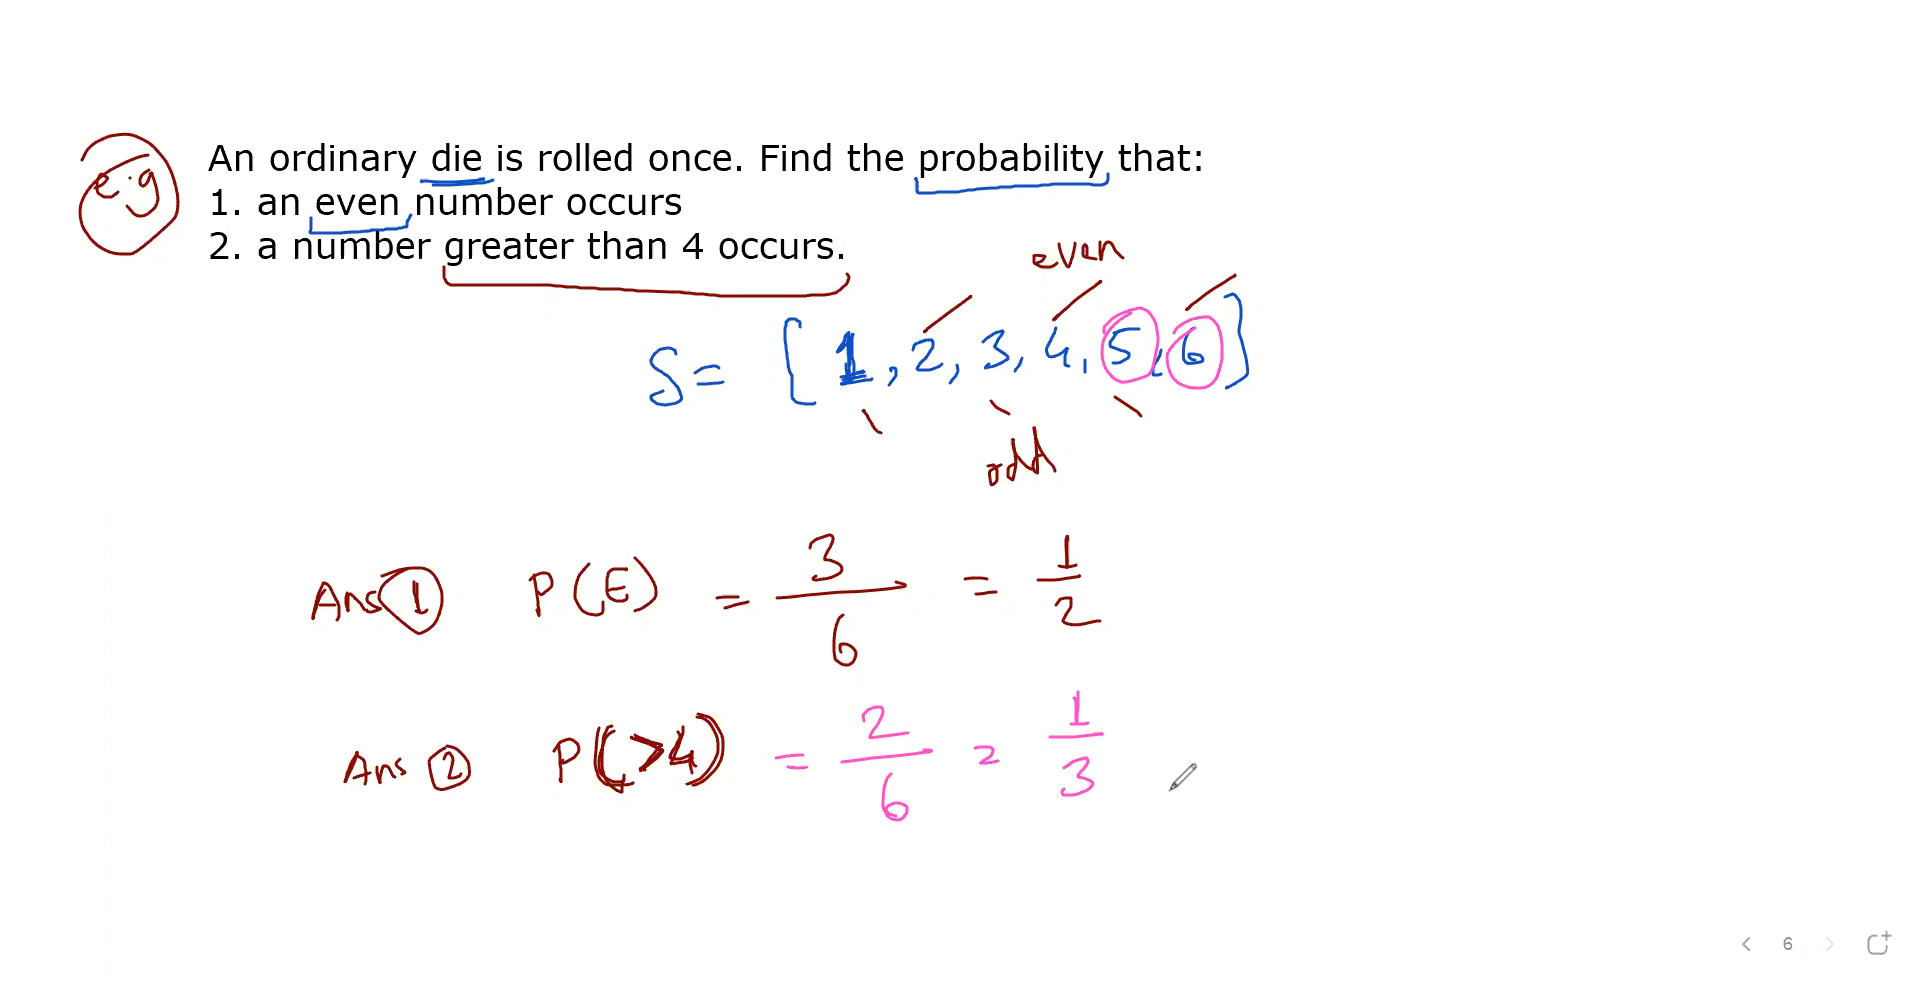 e.g
An ordinary die is rolled once. Find the probability that:
1. an even number occurs
2. a number greater than 4 occurs.
even
S = { 1, 2, 3, 4, 5, 6 }
odd
Ans 1 P(E) = 3/6 = 1/2
Ans 2 P(>4) = 2/6 = 1/3
6